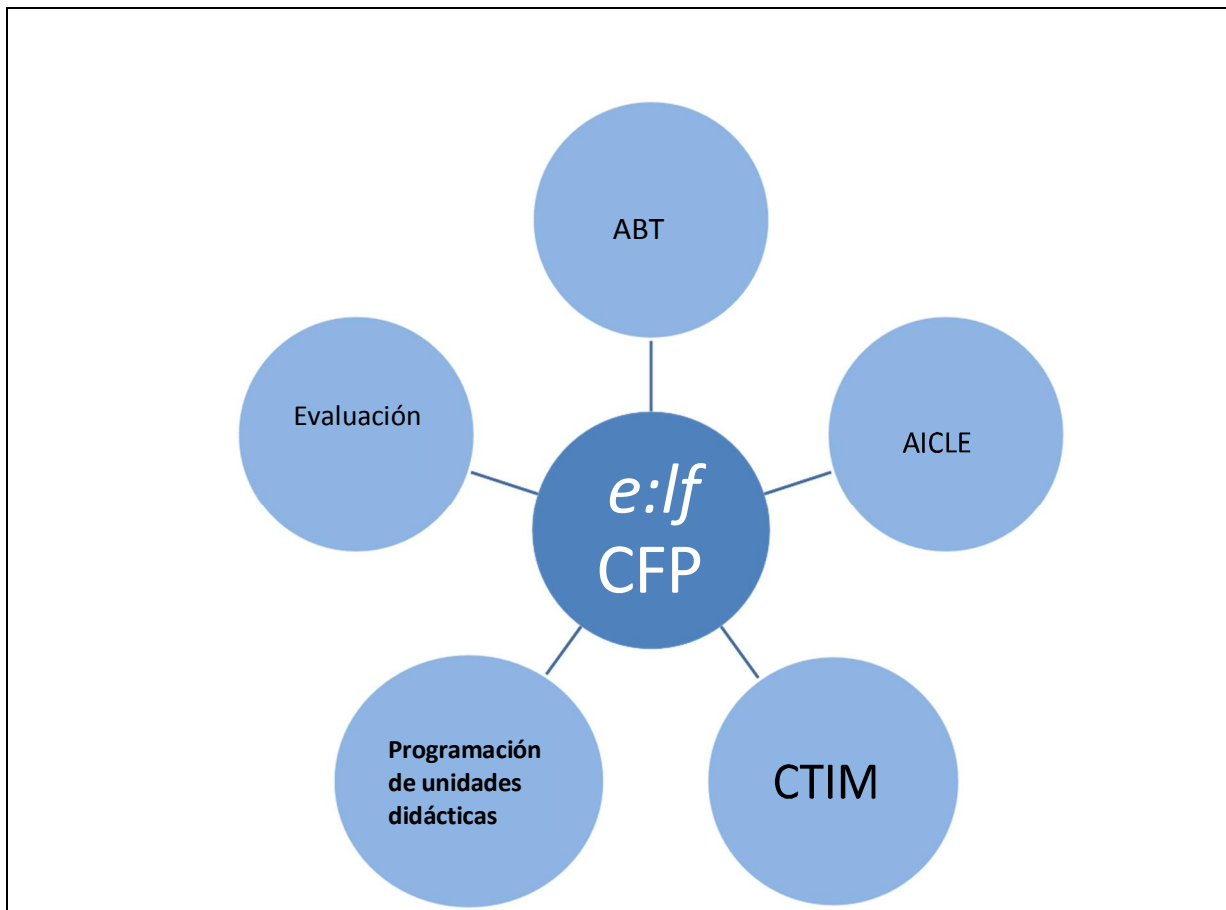 ABT
Evaluación
AICLE
e:lf
CFP
Programación
de unidades
didácticas
CTIM